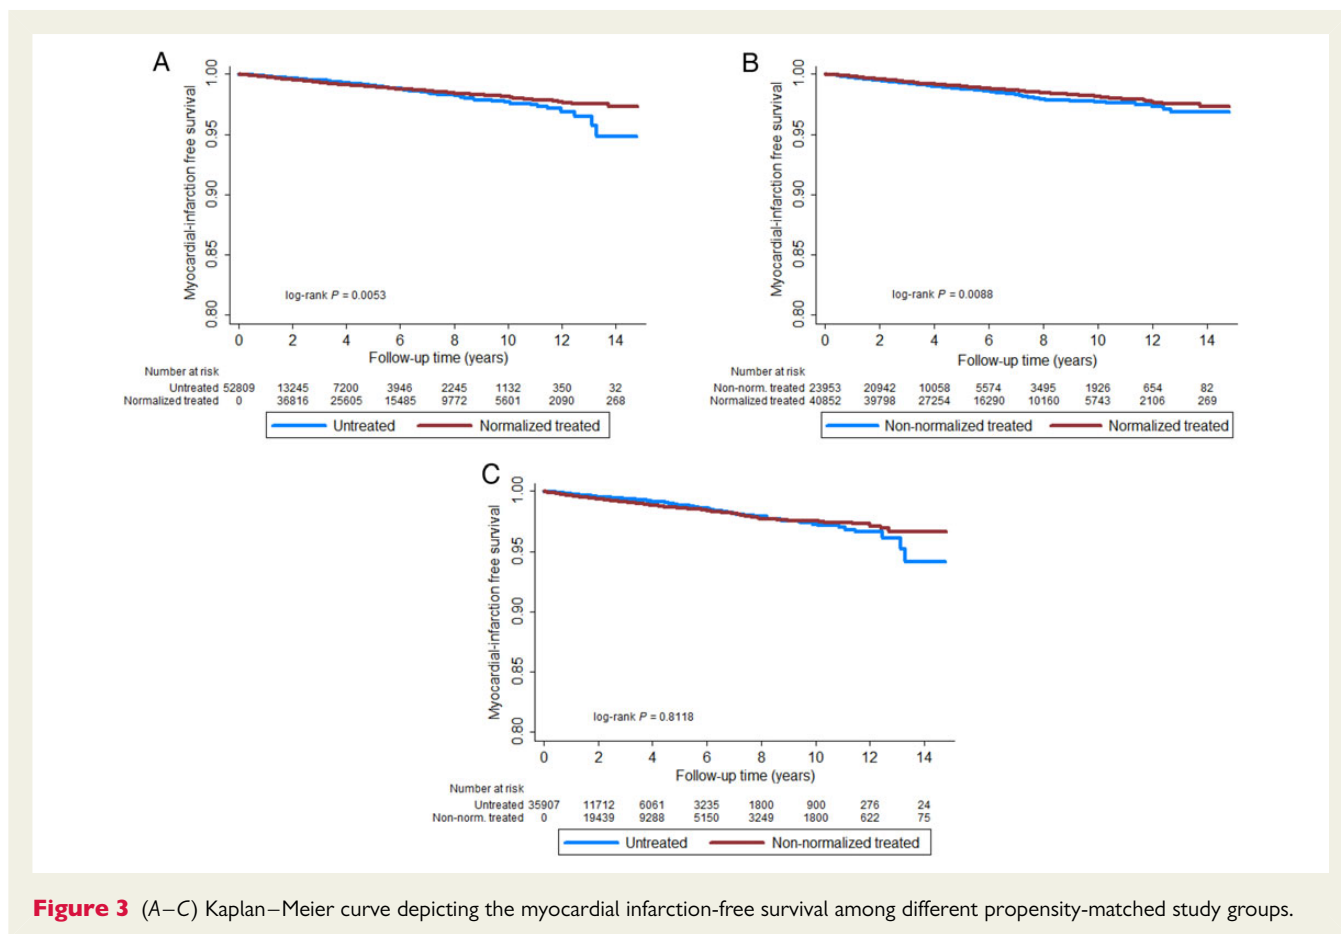 A
Myocardial-infarction free survival
1.00
0.95
0.90
0.85
0.80
log-rank P = 0.0053
0 2 4 6 8 10 12 14
Follow-up time (years)
Number at risk
Untreated 52809 13245 7200 3946 2245 1132 350 32
Normalized treated 0 36816 25605 15485 9772 5601 2090 268
Untreated Normalized treated
B
Myocardial-infarction free survival
1.00
0.95
0.90
0.85
0.80
log-rank P = 0.0088
0 2 4 6 8 10 12 14
Follow-up time (years)
Number at risk
Non-norm. treated 23953 20942 10058 5574 3495 1926 654 82
Normalized treated 40852 39798 27254 16290 10160 5743 2106 269
Non-normalized treated Normalized treated
C
Myocardial-infarction free survival
1.00
0.95
0.90
0.85
0.80
log-rank P = 0.8118
0 2 4 6 8 10 12 14
Follow-up time (years)
Number at risk
Untreated 35907 11712 6061 3235 1800 900 276 24
Non-norm. treated 0 19439 9288 5150 3249 1800 622 75
Untreated Non-normalized treated
Figure 3 (A–C) Kaplan–Meier curve depicting the myocardial infarction-free survival among different propensity-matched study groups.